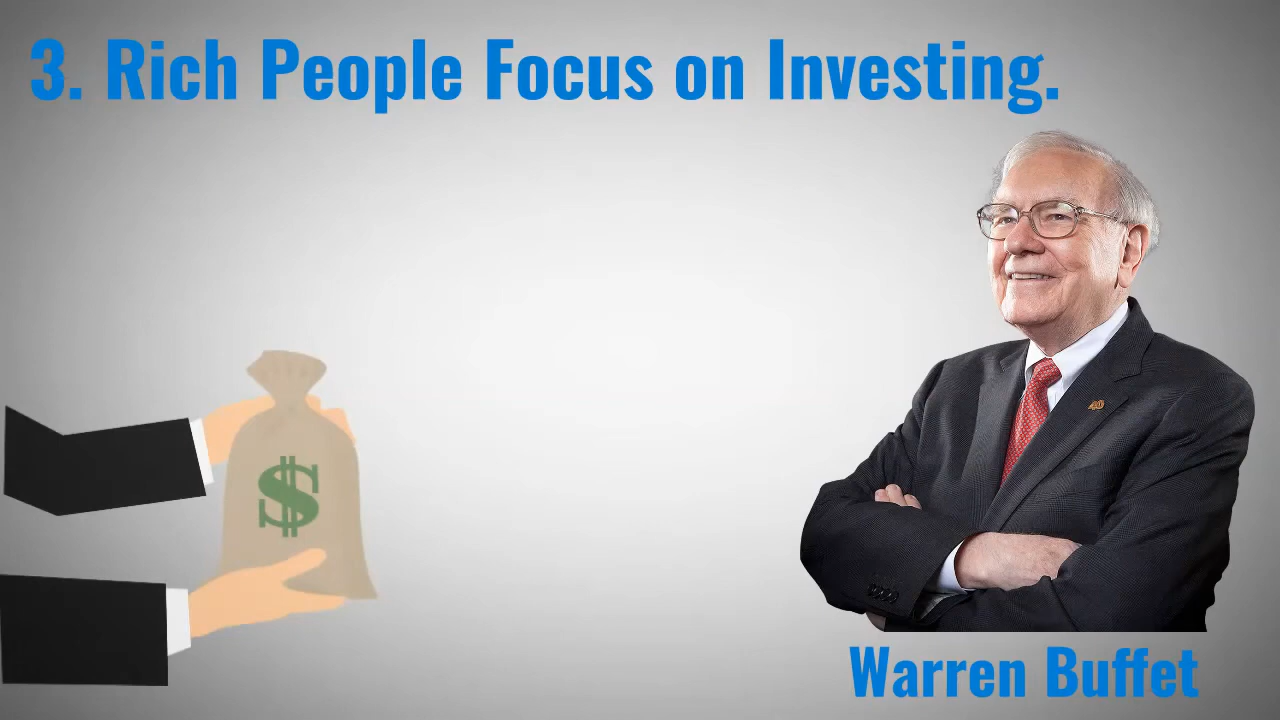 3. Rich People Focus on Investing.
$
Warren Buffet